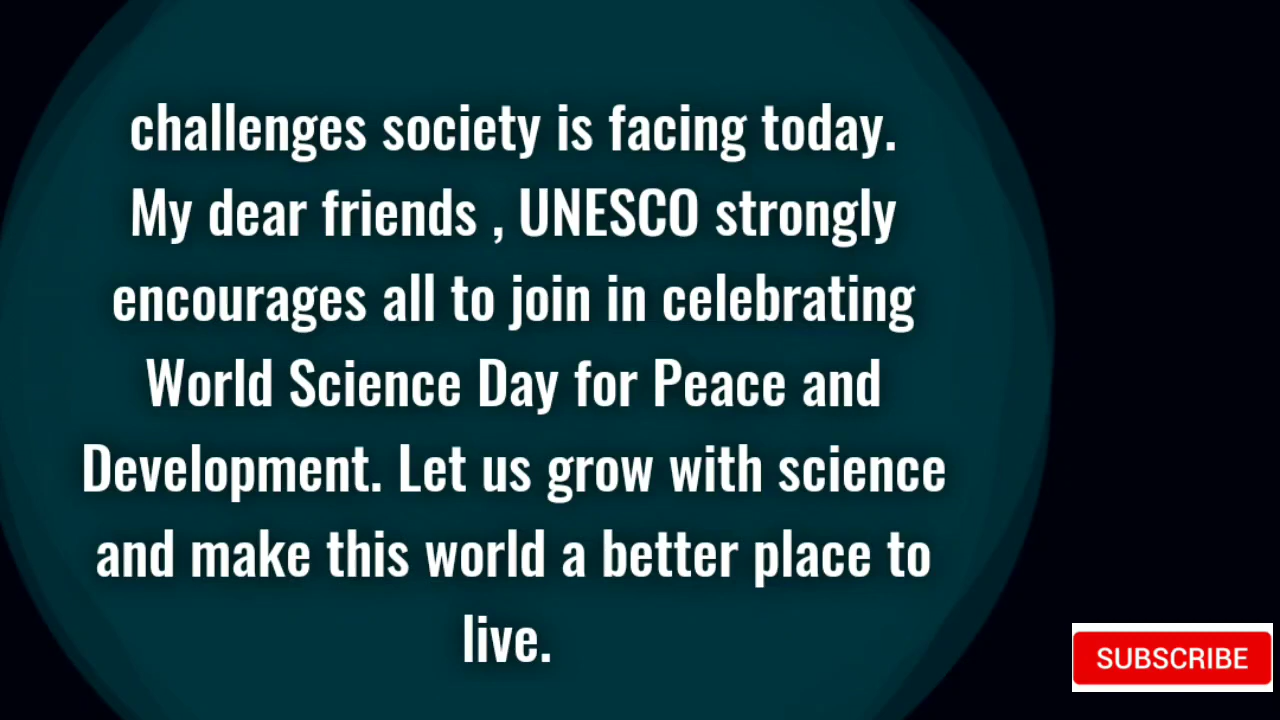 challenges society is facing today.
My dear friends , UNESCO strongly
encourages all to join in celebrating
World Science Day for Peace and
Development. Let us grow with science
and make this world a better place to
live.
SUBSCRIBE